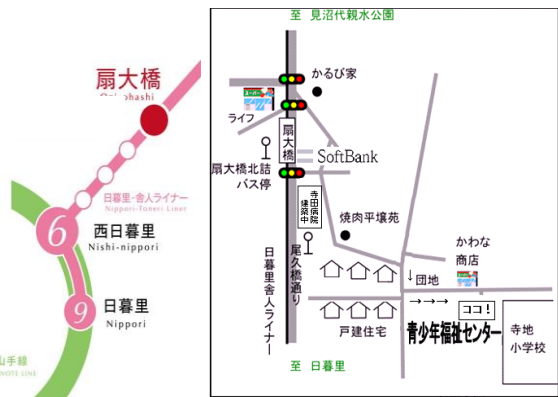 扇大橋
日暮里・舎人ライナー
Nippori-Toneri Liner
6
西日暮里
Nishi-nippori
9
日暮里
Nippori
山手線
至 見沼代親水公園
かるび家
ライフ
扇大橋
SoftBank
扇大橋北詰
バス停
寺田病院
建築中
焼肉平壌苑
かわな
商店
尾久橋通り
日暮里舎人ライナー
↓団地
→→→
ココ!
戸建住宅
青少年福祉センター
寺地
小学校
至 日暮里